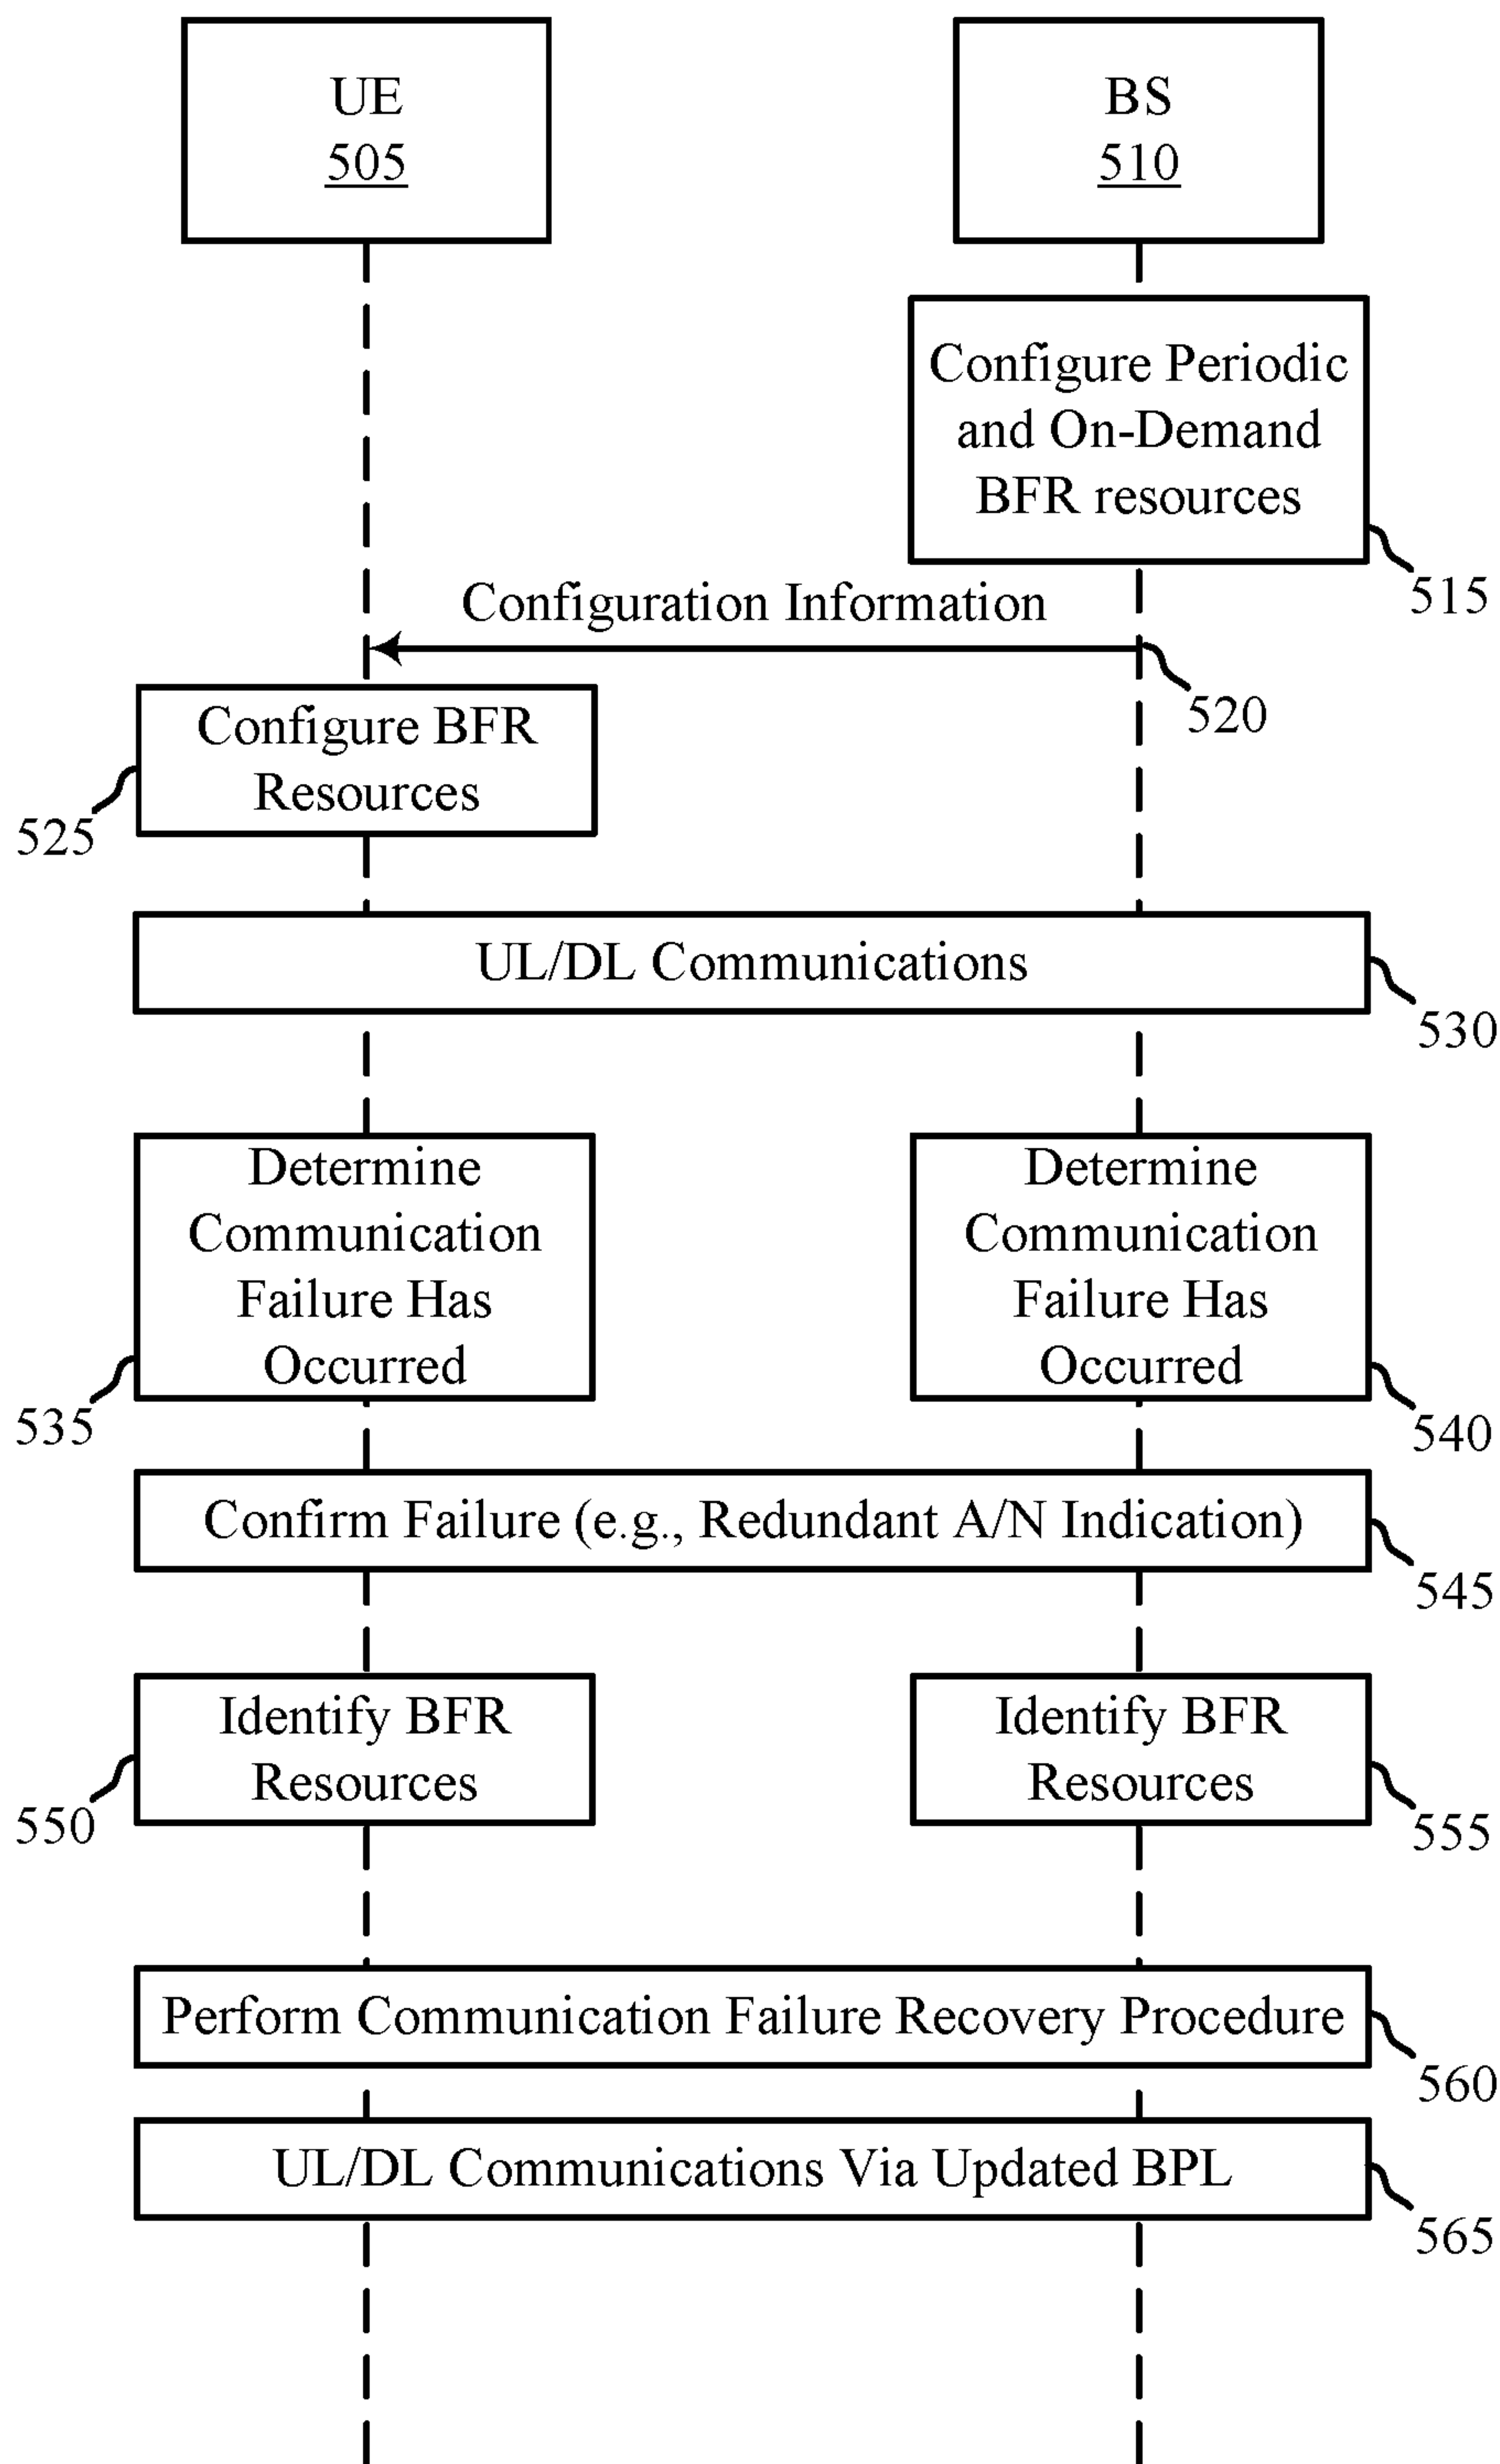 UE
505
BS
510
Configure Periodic
and On-Demand
BFR resources
515
Configuration Information
520
Configure BFR
Resources
525
UL/DL Communications
530
Determine
Communication
Failure Has
Occurred
535
Determine
Communication
Failure Has
Occurred
540
Confirm Failure (e.g., Redundant A/N Indication)
545
Identify BFR
Resources
550
Identify BFR
Resources
555
Perform Communication Failure Recovery Procedure
560
UL/DL Communications Via Updated BPL
565